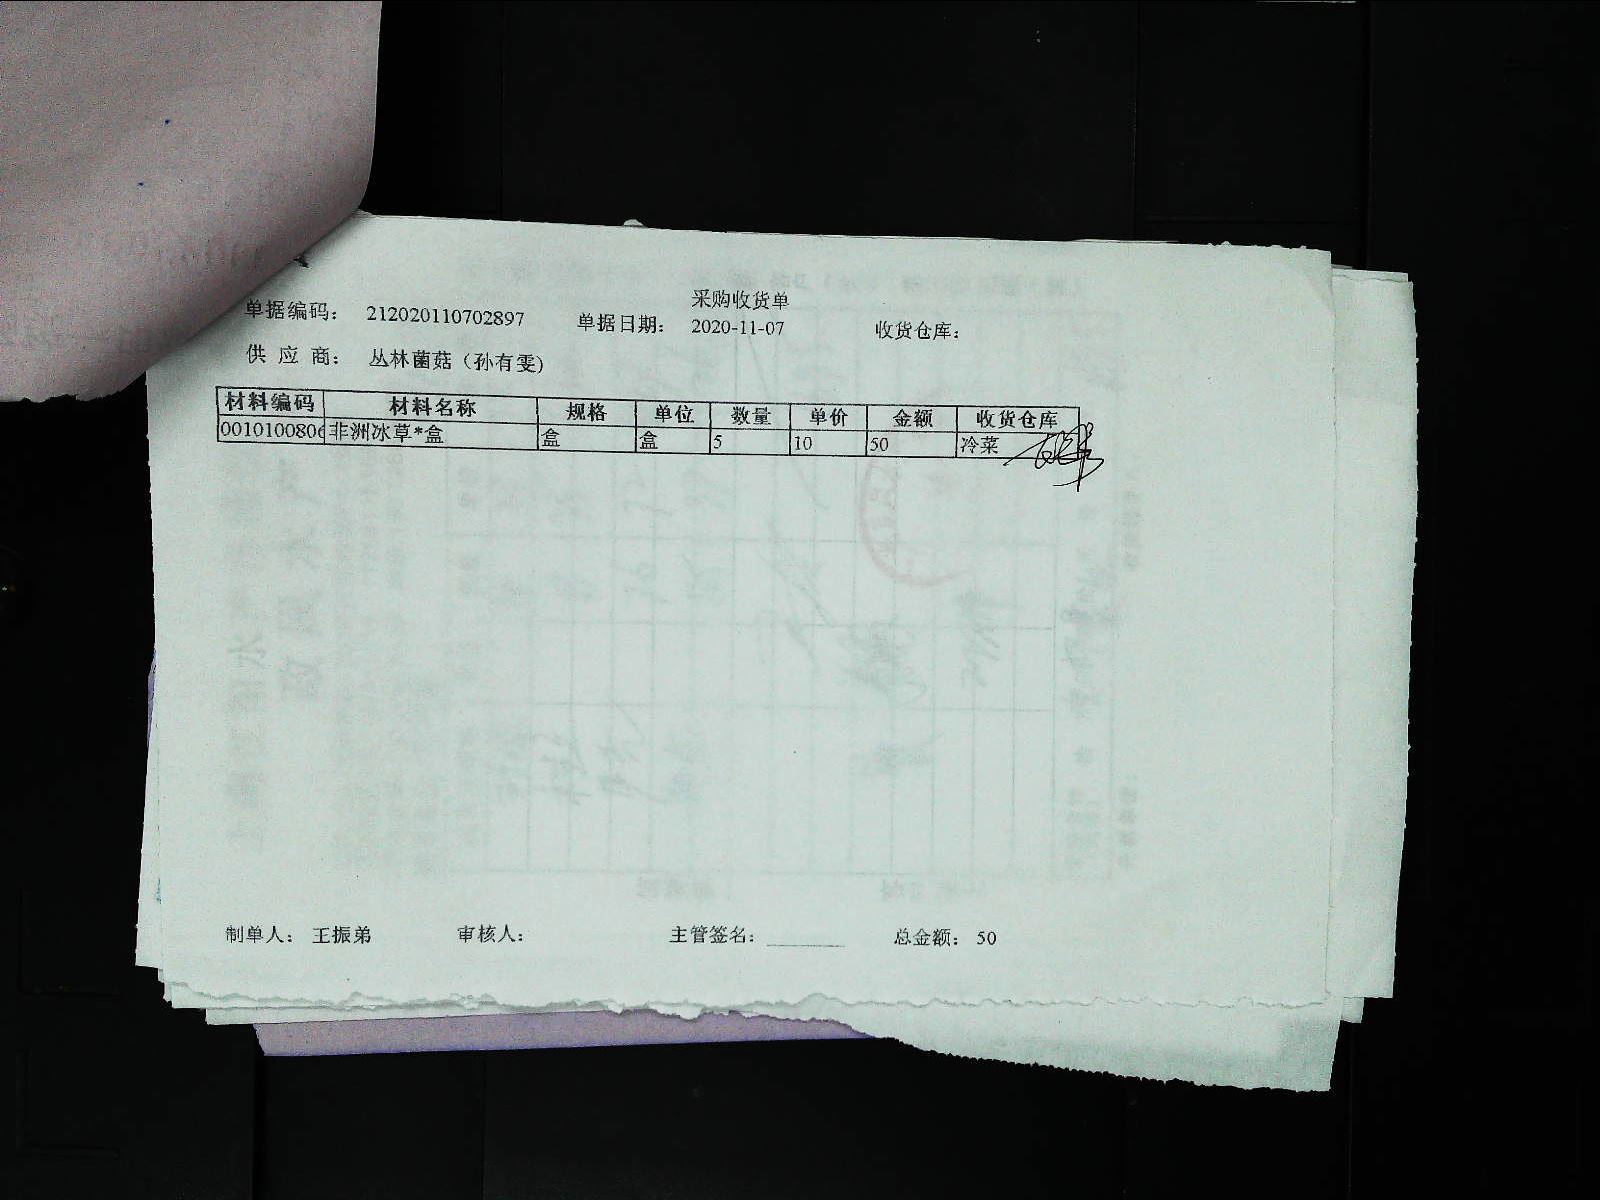 采购收货单
单据编码： 212020110702897 单据日期： 2020-11-07 收货仓库：
供 应 商： 丛林菌菇（孙有雯）
材料编码 材料名称 规格 单位 数量 单价 金额 收货仓库
0010100806 非洲冰草*盒 盒 盒 5 10 50 冷菜
制单人： 王振弟 审核人： 主管签名： 总金额： 50